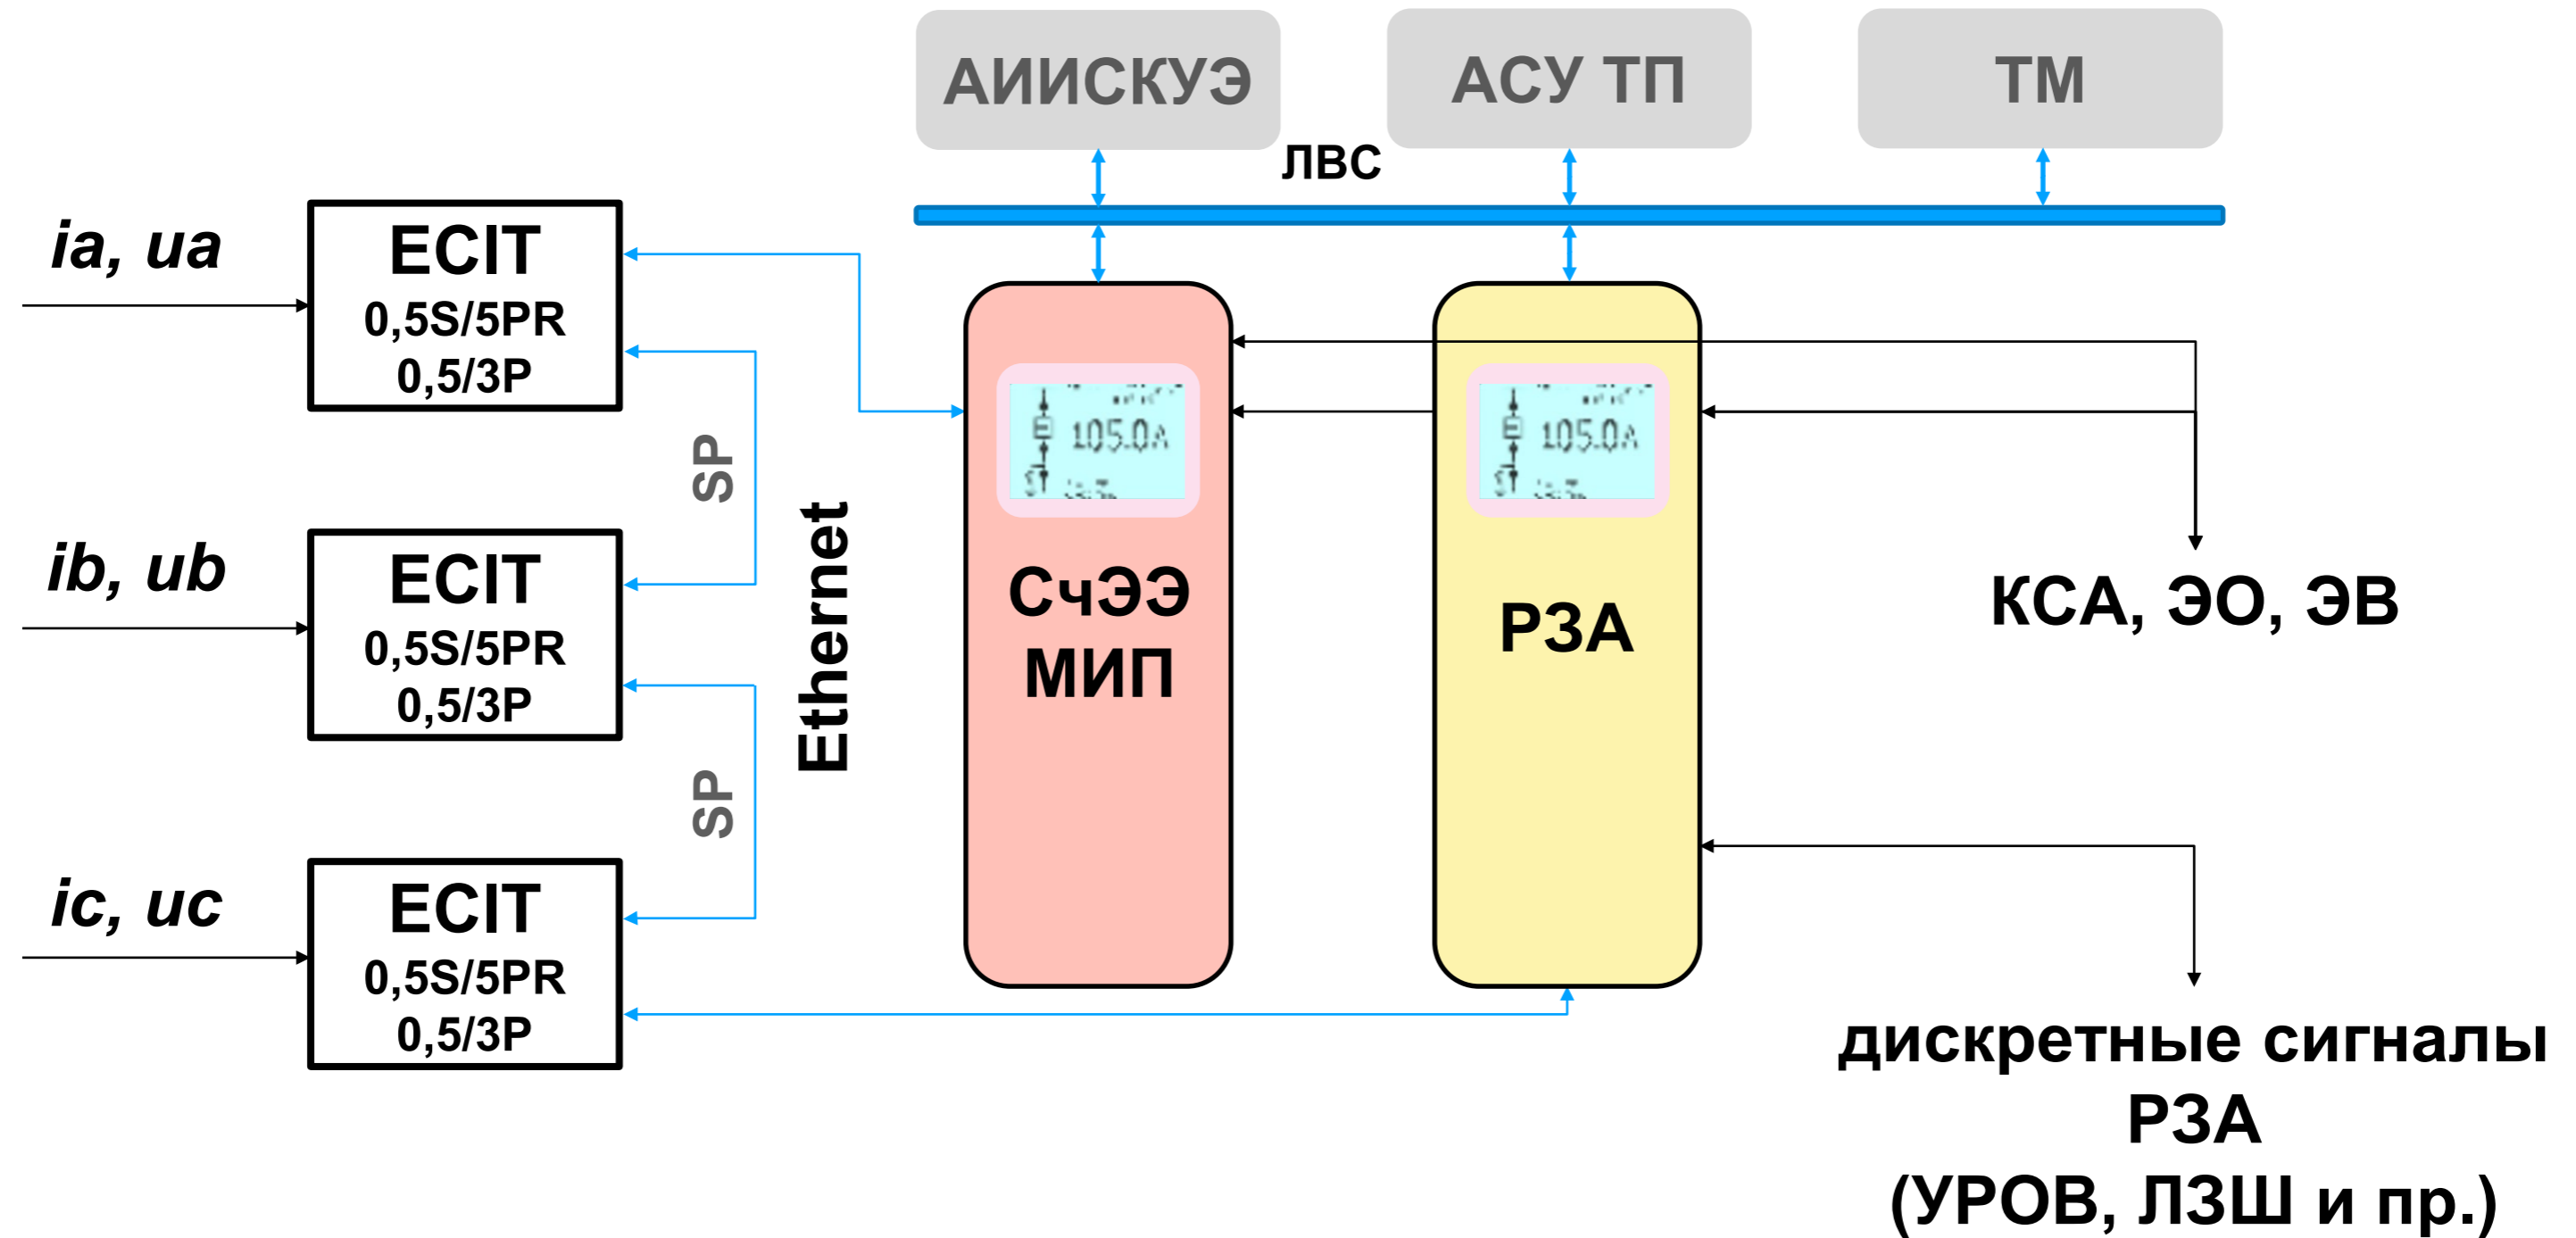 АИИСКУЭ
АСУ ТП
ТМ
ЛВС
ia, ua
ECIT
0,5S/5PR
0,5/3P
SP
ib, ub
ECIT
0,5S/5PR
0,5/3P
SP
ic, uc
ECIT
0,5S/5PR
0,5/3P
Ethernet
105.0А
СчЭЭ
МИП
105.0А
РЗА
КСА, ЭО, ЭВ
дискретные сигналы
РЗА
(УРОВ, ЛЗШ и пр.)